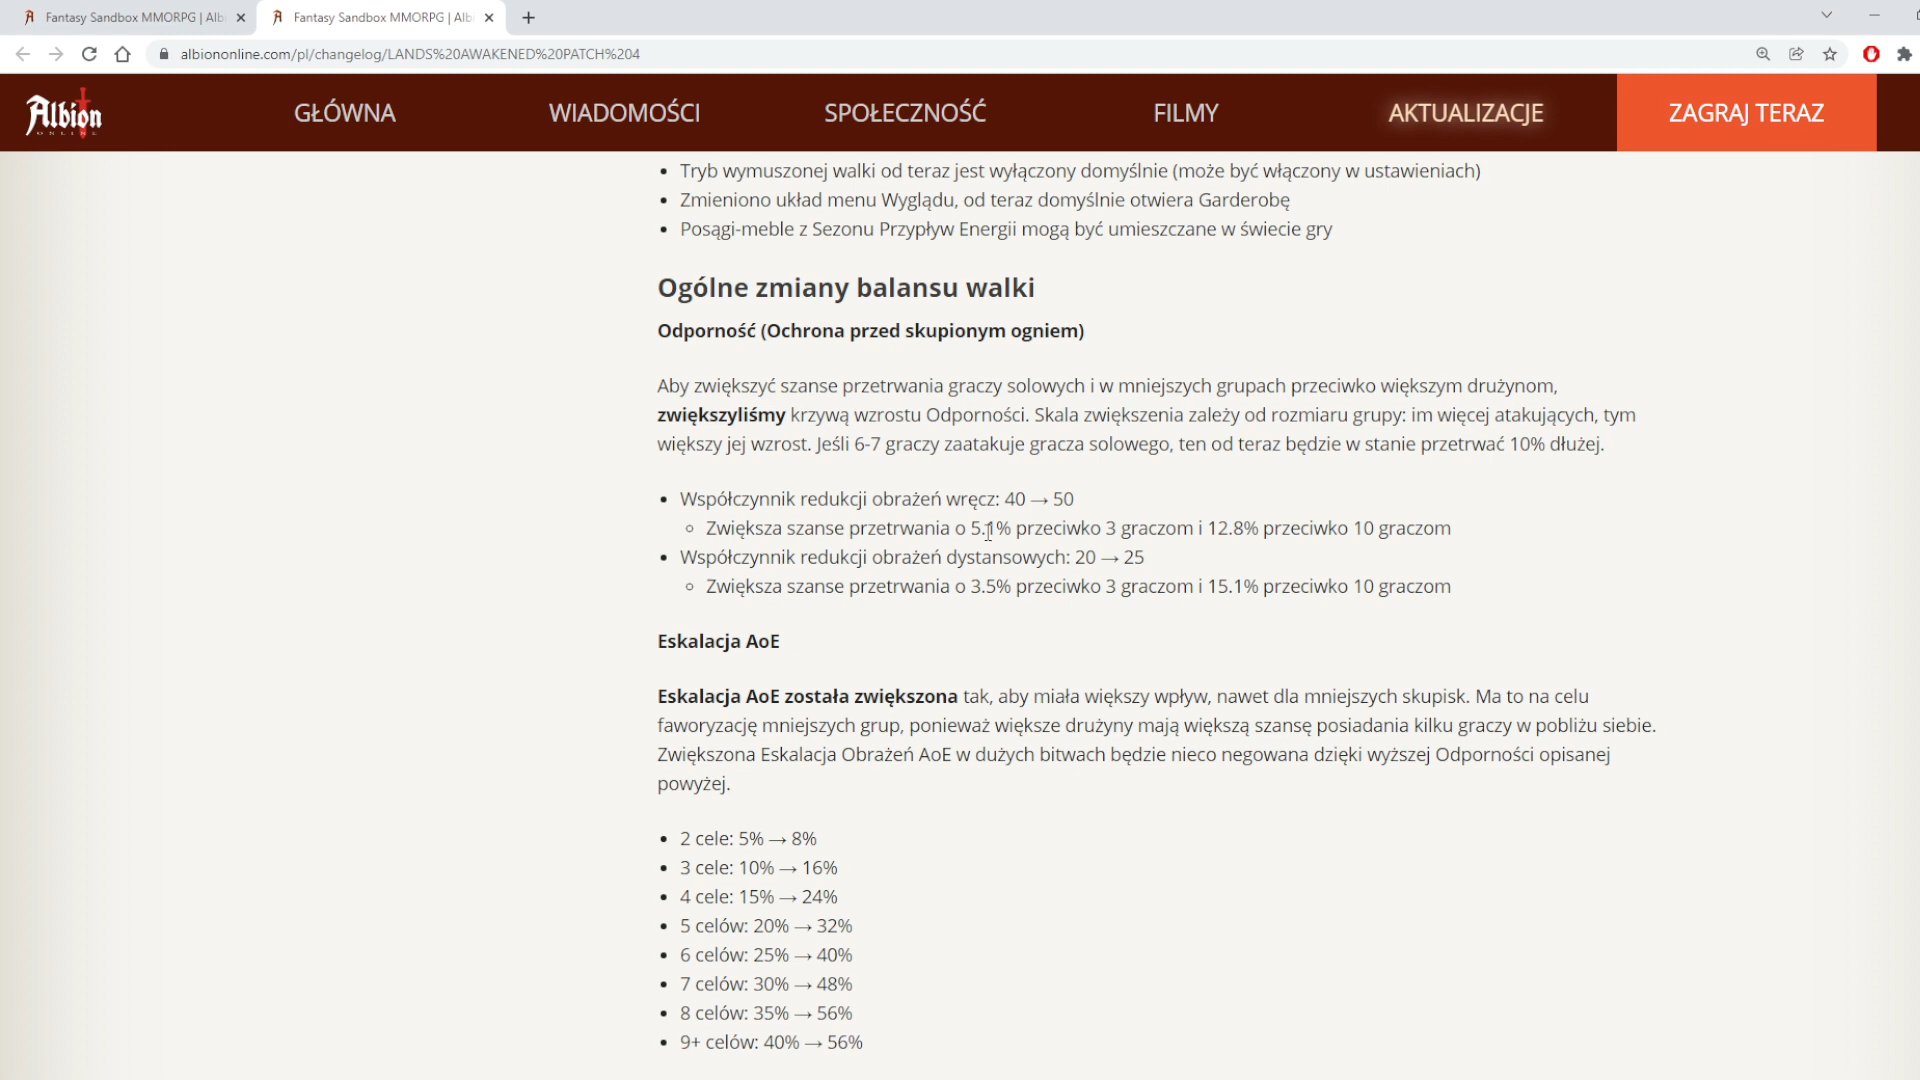 Fantasy Sandbox MMORPG | Alb
Fantasy Sandbox MMORPG | Alb
albiononline.com/pl/changelog/LANDS%20AWAKENED%20PATCH%204
Albion
ONLINE
GŁÓWNA
WIADOMOŚCI
SPOŁECZNOŚĆ
FILMY
AKTUALIZACJE
ZAGRAJ TERAZ
• Tryb wymuszonej walki od teraz jest wyłączony domyślnie (może być włączony w ustawieniach)
• Zmieniono układ menu Wyglądu, od teraz domyślnie otwiera Garderobę
• Posągi-meble z Sezonu Przypływ Energii mogą być umieszczane w świecie gry
Ogólne zmiany balansu walki
Odporność (Ochrona przed skupionym ogniem)
Aby zwiększyć szanse przetrwania graczy solowych i w mniejszych grupach przeciwko większym drużynom,
zwiększyliśmy krzywą wzrostu Odporności. Skala zwiększenia zależy od rozmiaru grupy: im więcej atakujących, tym
większy jej wzrost. Jeśli 6-7 graczy zaatakuje gracza solowego, ten od teraz będzie w stanie przetrwać 10% dłużej.
• Współczynnik redukcji obrażeń wręcz: 40 → 50
○ Zwiększa szanse przetrwania o 5.1% przeciwko 3 graczom i 12.8% przeciwko 10 graczom
• Współczynnik redukcji obrażeń dystansowych: 20 → 25
○ Zwiększa szanse przetrwania o 3.5% przeciwko 3 graczom i 15.1% przeciwko 10 graczom
Eskalacja AoE
Eskalacja AoE została zwiększona tak, aby miała większy wpływ, nawet dla mniejszych skupisk. Ma to na celu
faworyzację mniejszych grup, ponieważ większe drużyny mają większą szansę posiadania kilku graczy w pobliżu siebie.
Zwiększona Eskalacja Obrażeń AoE w dużych bitwach będzie nieco negowana dzięki wyższej Odporności opisanej
powyżej.
• 2 cele: 5% → 8%
• 3 cele: 10% → 16%
• 4 cele: 15% → 24%
• 5 celów: 20% → 32%
• 6 celów: 25% → 40%
• 7 celów: 30% → 48%
• 8 celów: 35% → 56%
• 9+ celów: 40% → 56%